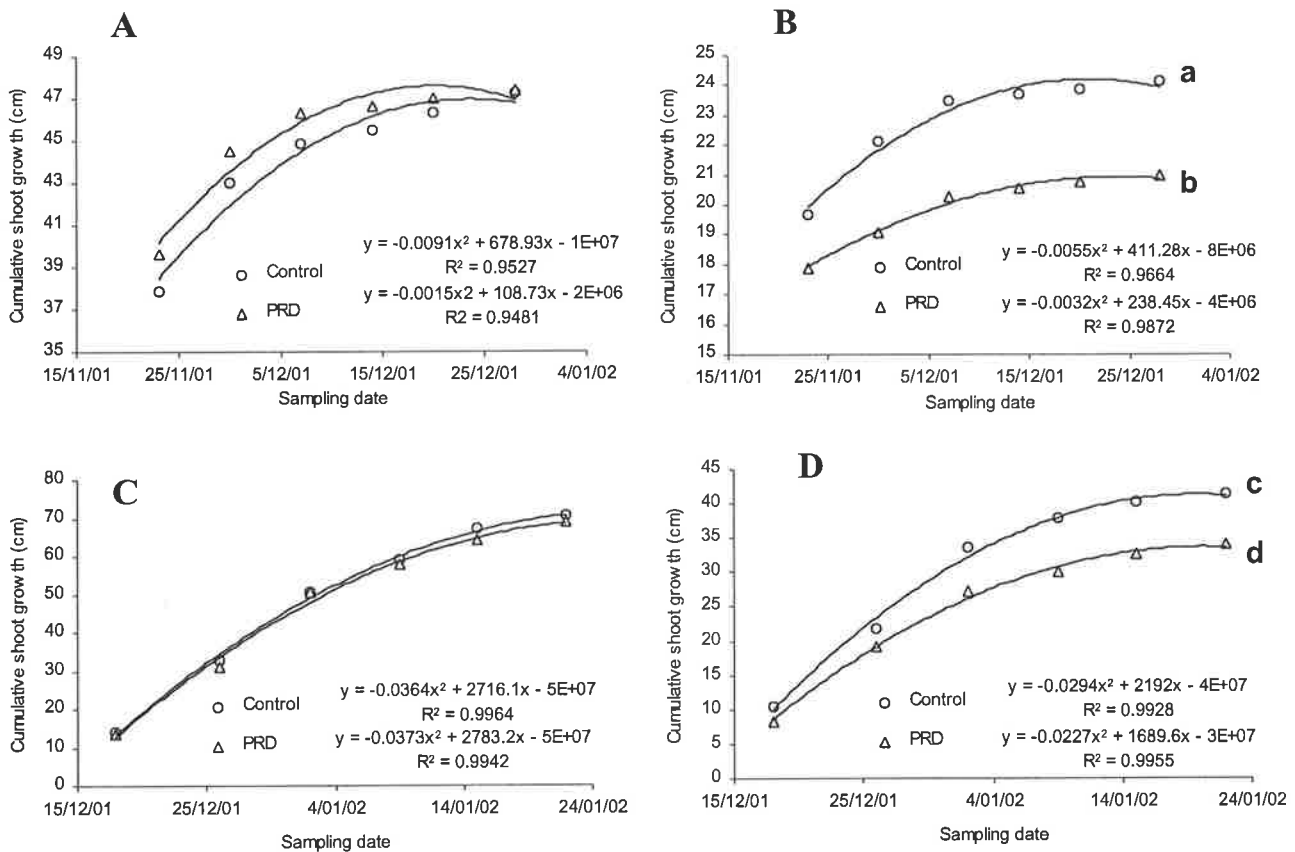 A
49
47
45
43
41
39
37
35
Cumulative shoot grow th (cm)
y = -0.0091x² + 678.93x - 1E+07
Control
R² = 0.9527
y = -0.0015x2 + 108.73x - 2E+06
PRD
R2 = 0.9481
15/11/01 25/11/01 5/12/01 15/12/01 25/12/01 4/01/02
Sampling date
B
25
24
23
22
21
20
19
18
17
16
15
Cumulative shoot grow th (cm)
a
b
y = -0.0055x² + 411.28x - 8E+06
Control
R² = 0.9664
y = -0.0032x² + 238.45x - 4E+06
PRD
R² = 0.9872
15/11/01 25/11/01 5/12/01 15/12/01 25/12/01 4/01/02
Sampling date
C
80
70
60
50
40
30
20
10
0
Cumulative shoot grow th (cm)
Control
y = -0.0364x² + 2716.1x - 5E+07
R² = 0.9964
PRD
y = -0.0373x² + 2783.2x - 5E+07
R² = 0.9942
15/12/01 25/12/01 4/01/02 14/01/02 24/01/02
Sampling date
D
45
40
35
30
25
20
15
10
5
0
Cumulative shoot grow th (cm)
c
d
y = -0.0294x² + 2192x - 4E+07
Control
R² = 0.9928
y = -0.0227x² + 1689.6x - 3E+07
PRD
R² = 0.9955
15/12/01 25/12/01 4/01/02 14/01/02 24/01/02
Sampling date